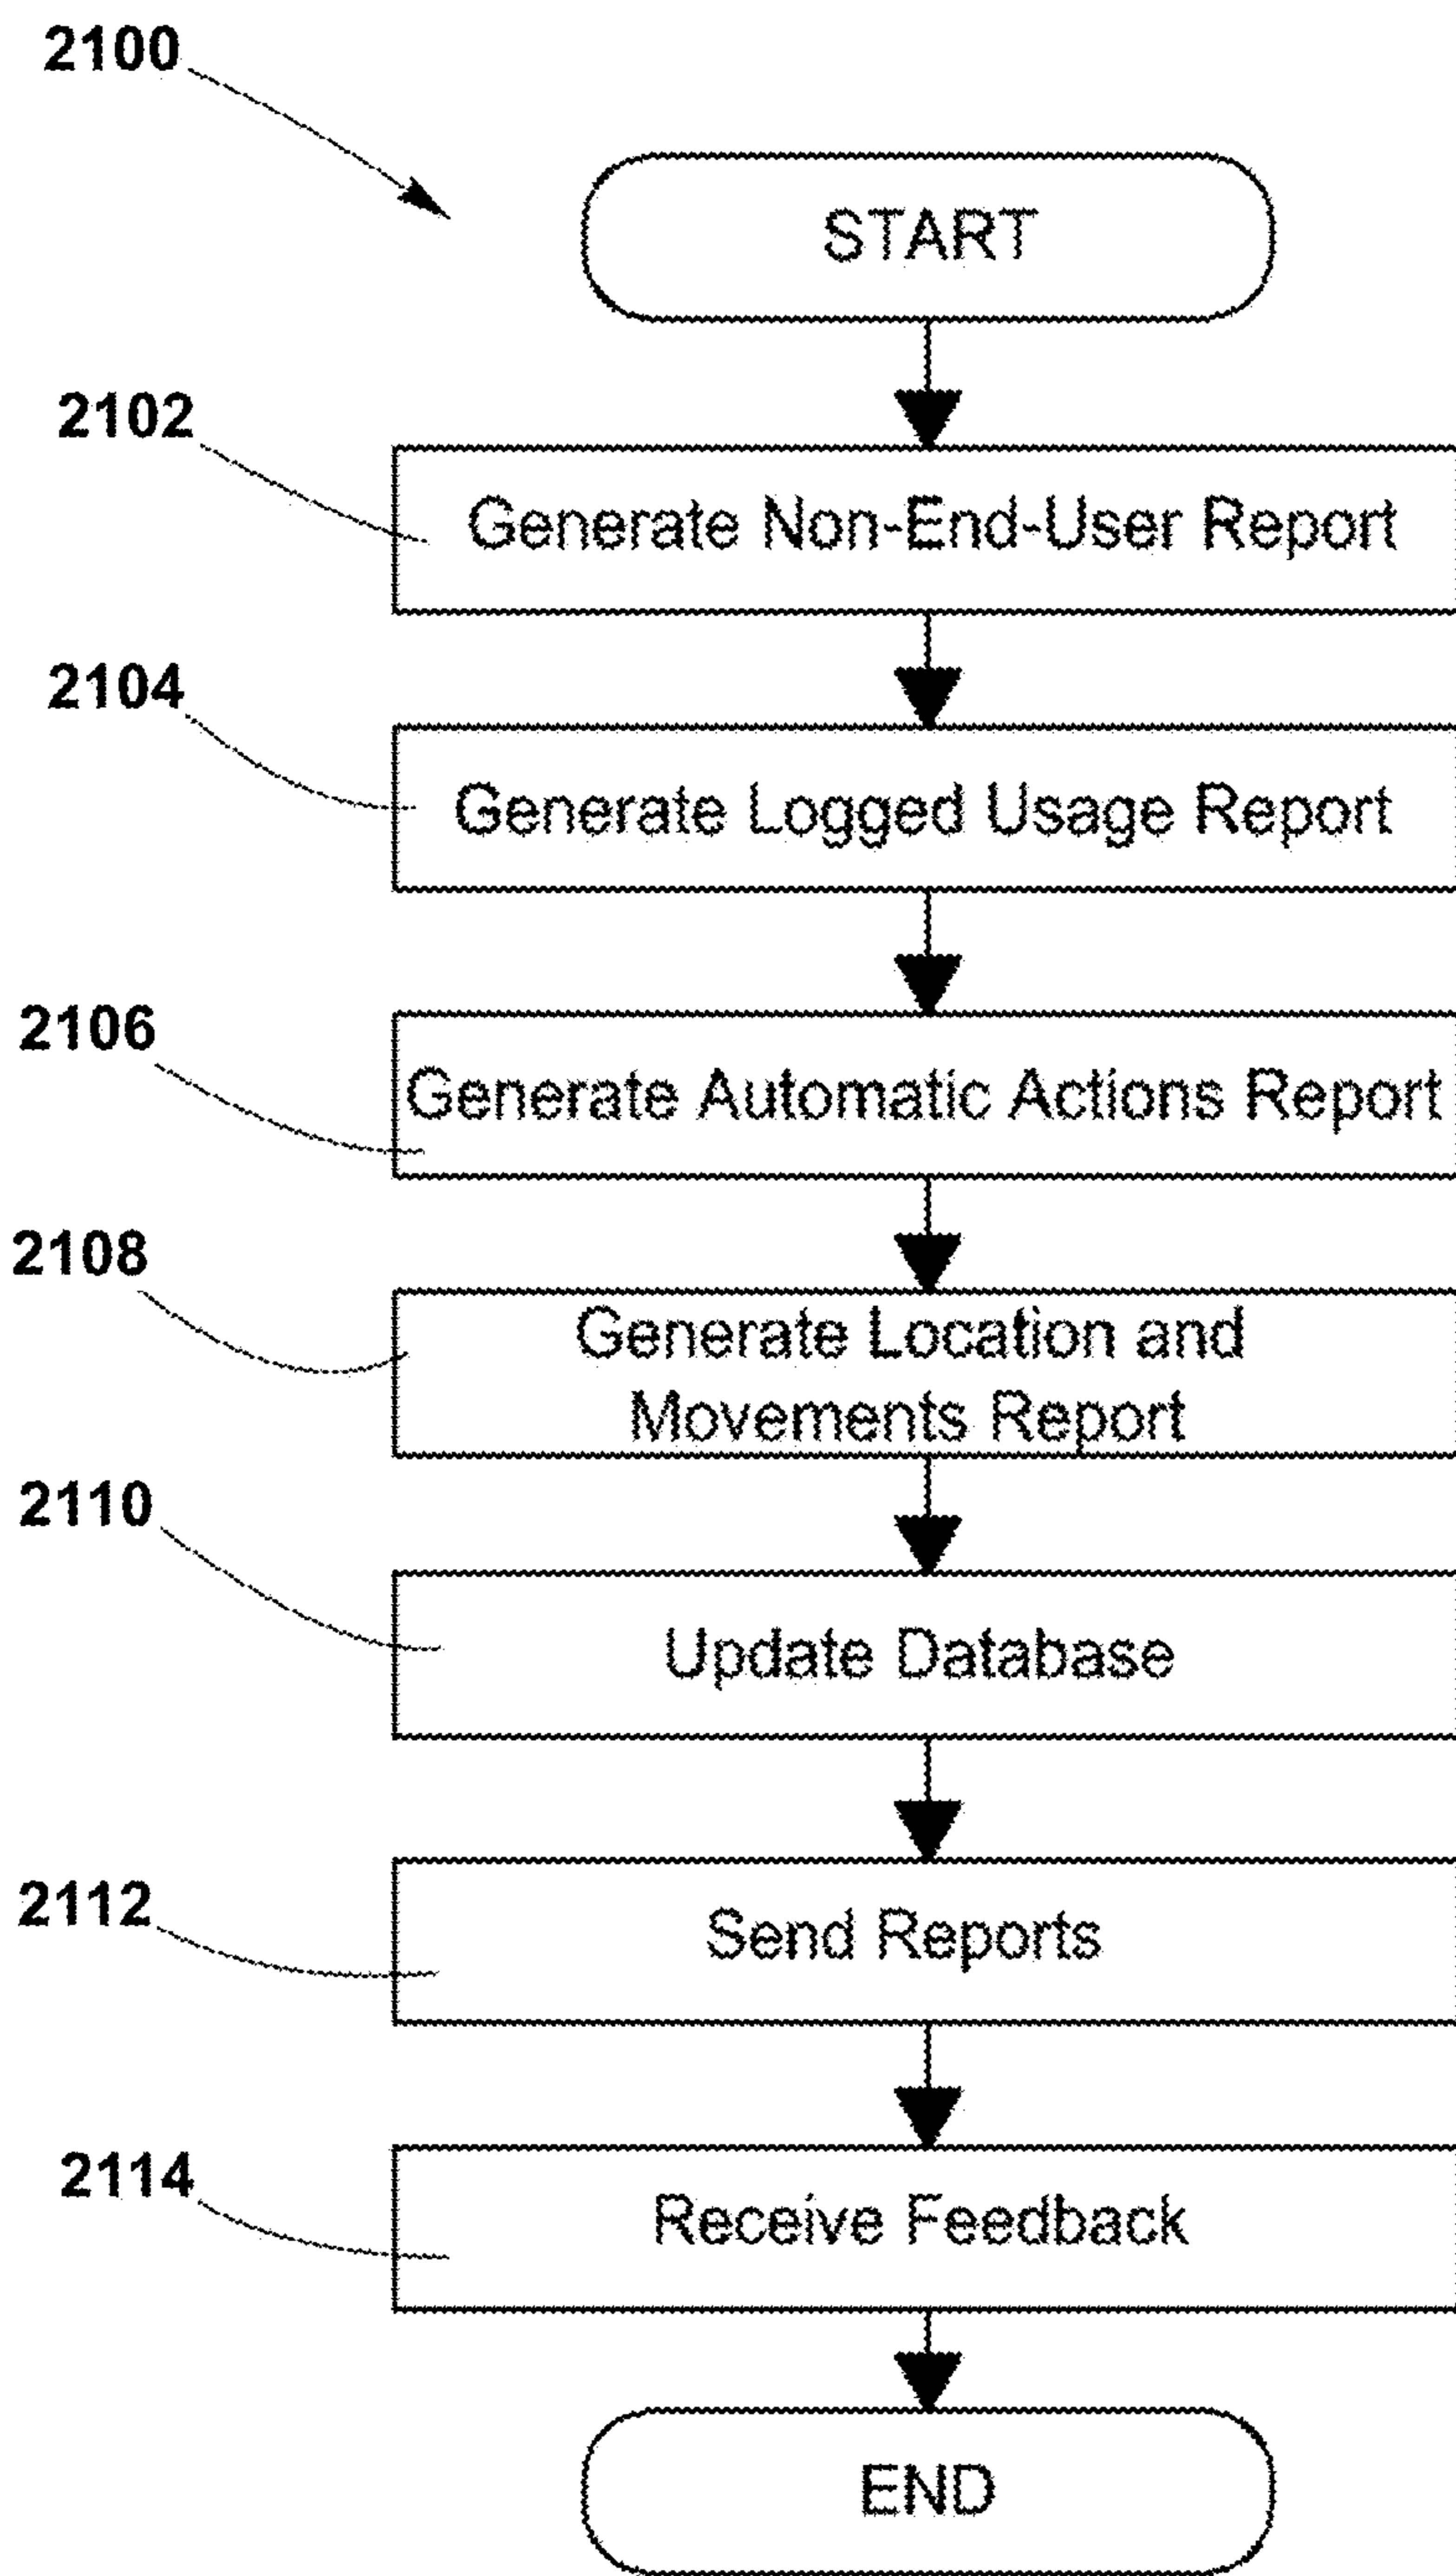 2100
START
2102
Generate Non-End-User Report
2104
Generate Logged Usage Report
2106
Generate Automatic Actions Report
2108
Generate Location and
Movements Report
2110
Update Database
2112
Send Reports
2114
Receive Feedback
END